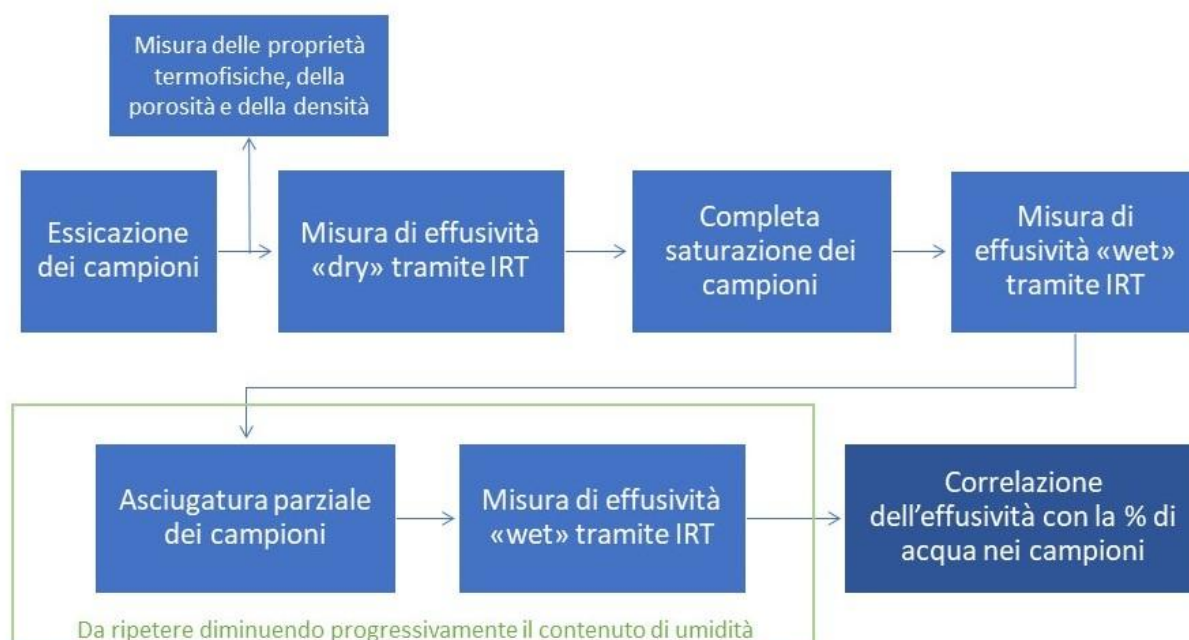 Misura delle proprietà
termofisiche, della
porosità e della densità
Essicazione
dei campioni
Misura di effusività
«dry» tramite IRT
Completa
saturazione dei
campioni
Misura di
effusività «wet»
tramite IRT
Asciugatura parziale
dei campioni
Misura di effusività
«wet» tramite IRT
Correlazione
dell’effusività con la % di
acqua nei campioni
Da ripetere diminuendo progressivamente il contenuto di umidità